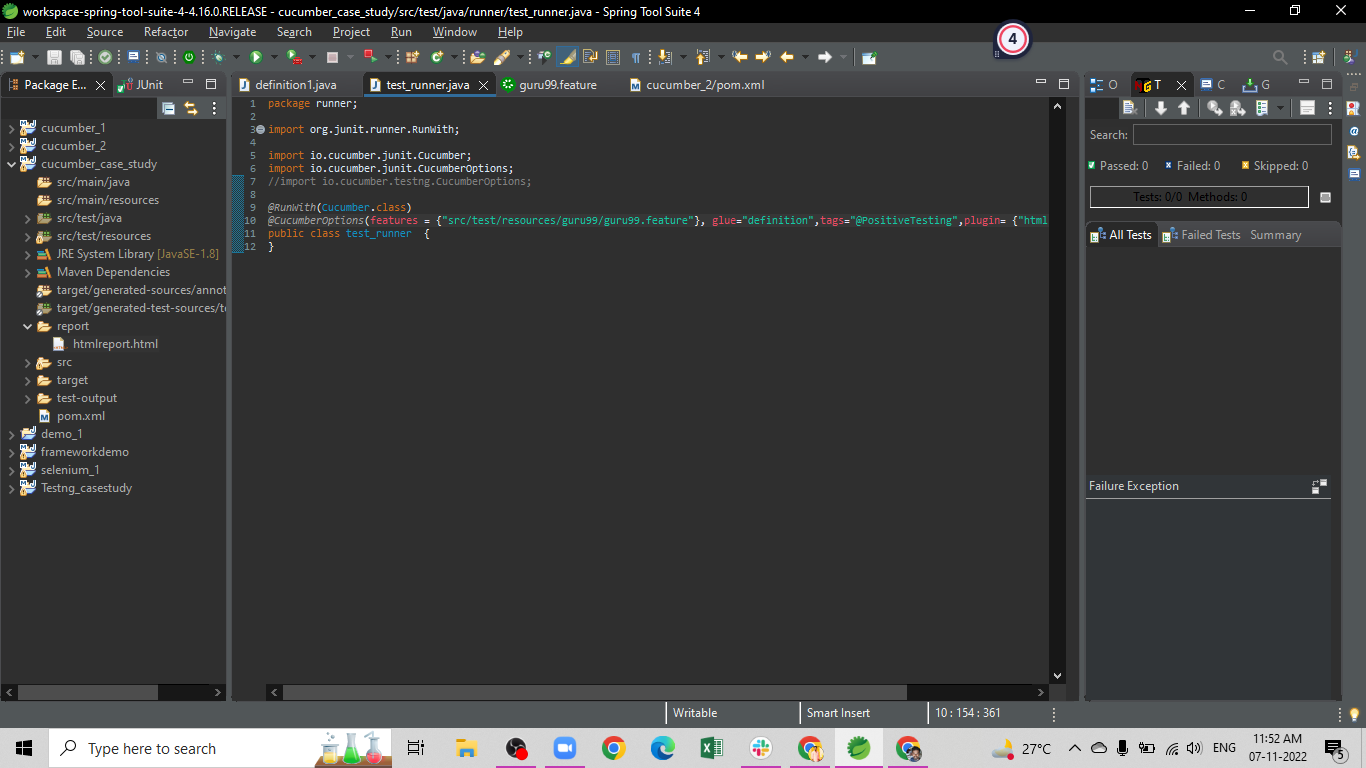 workspace-spring-tool-suite-4-4.16.0.RELEASE - cucumber_case_study/src/test/java/runner/test_runner.java - Spring Tool Suite 4
File Edit Source Refactor Navigate Search Project Run Window Help
4
Package E... JUnit
definition1.java test_runner.java guru99.feature cucumber_2/pom.xml
O T C G
cucumber_1
cucumber_2
cucumber_case_study
src/main/java
src/main/resources
src/test/java
src/test/resources
JRE System Library [JavaSE-1.8]
Maven Dependencies
target/generated-sources/annot
target/generated-test-sources/te
report
htmlreport.html
src
target
test-output
pom.xml
demo_1
frameworkdemo
selenium_1
Testng_casestudy
1 package runner;
2
3 import org.junit.runner.RunWith;
4
5 import io.cucumber.junit.Cucumber;
6 import io.cucumber.junit.CucumberOptions;
7 //import io.cucumber.testng.CucumberOptions;
8
9 @RunWith(Cucumber.class)
10 @CucumberOptions(features = {"src/test/resources/guru99/guru99.feature"}, glue="definition",tags="@PositiveTesting",plugin= {"html
11 public class test_runner {
12 }
Search:
Passed: 0 Failed: 0 Skipped: 0
Tests: 0/0 Methods: 0
All Tests Failed Tests Summary
Failure Exception
Writable Smart Insert 10 : 154 : 361
Type here to search
27°C ENG 11:52 AM
07-11-2022
5